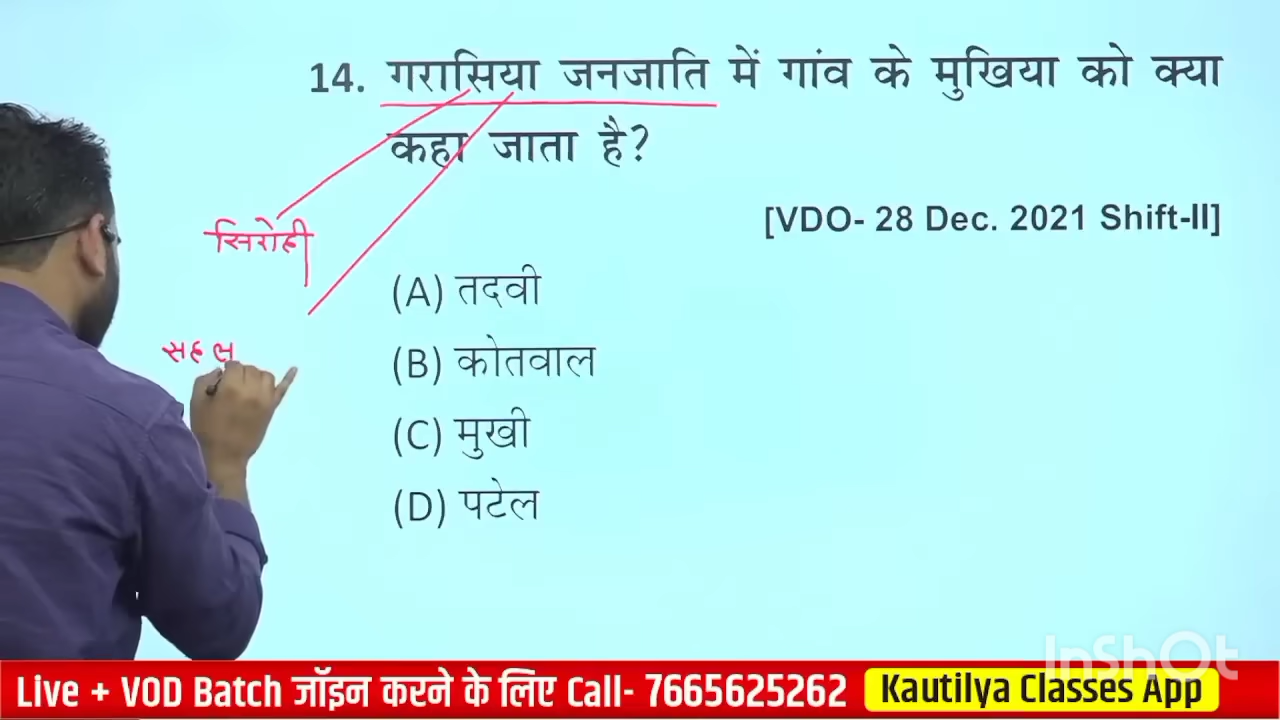 14. गरासिया जनजाति में गांव के मुखिया को क्या
कहा जाता है?
[VDO- 28 Dec. 2021 Shift-II]
सिरोही
(A) तदवी
सहल
(B) कोतवाल
(C) मुखी
(D) पटेल
InShOt
Live + VOD Batch जॉइन करने के लिए Call- 7665625262 Kautilya Classes App